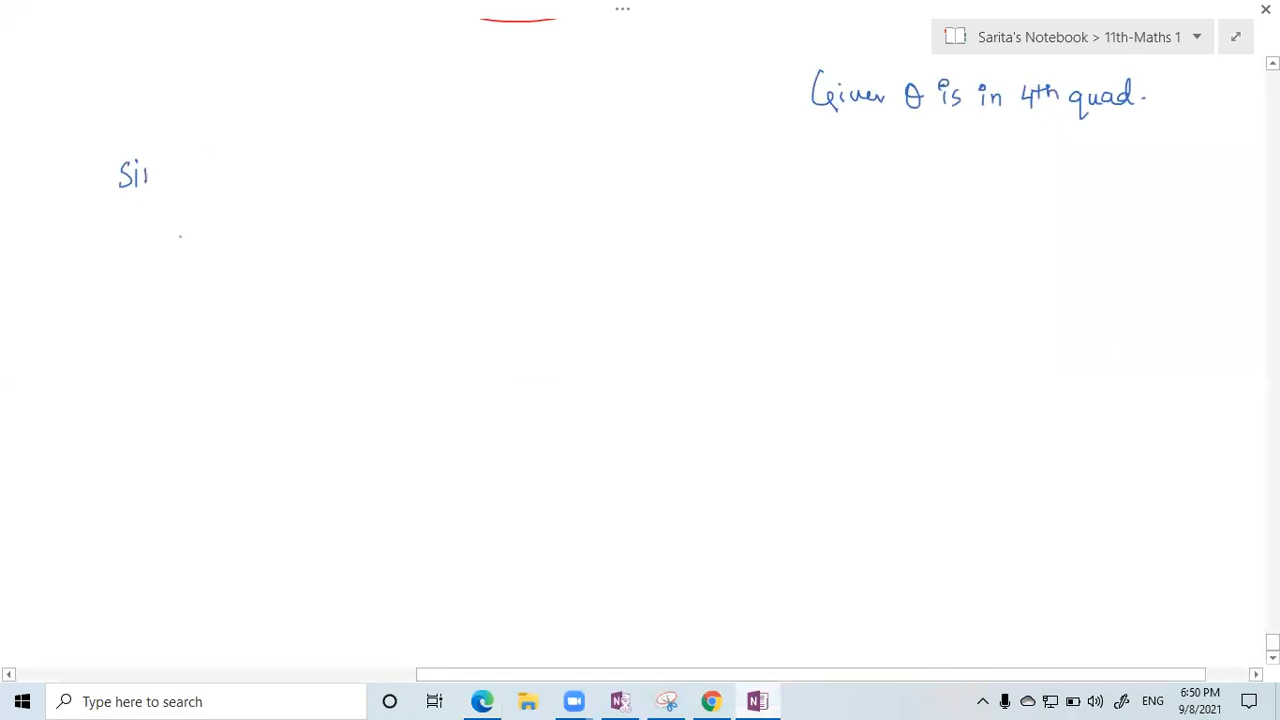 Sarita's Notebook > 11th-Maths 1
Given θ is in 4th quad.
Sin
Type here to search
ENG
6:50 PM
9/8/2021